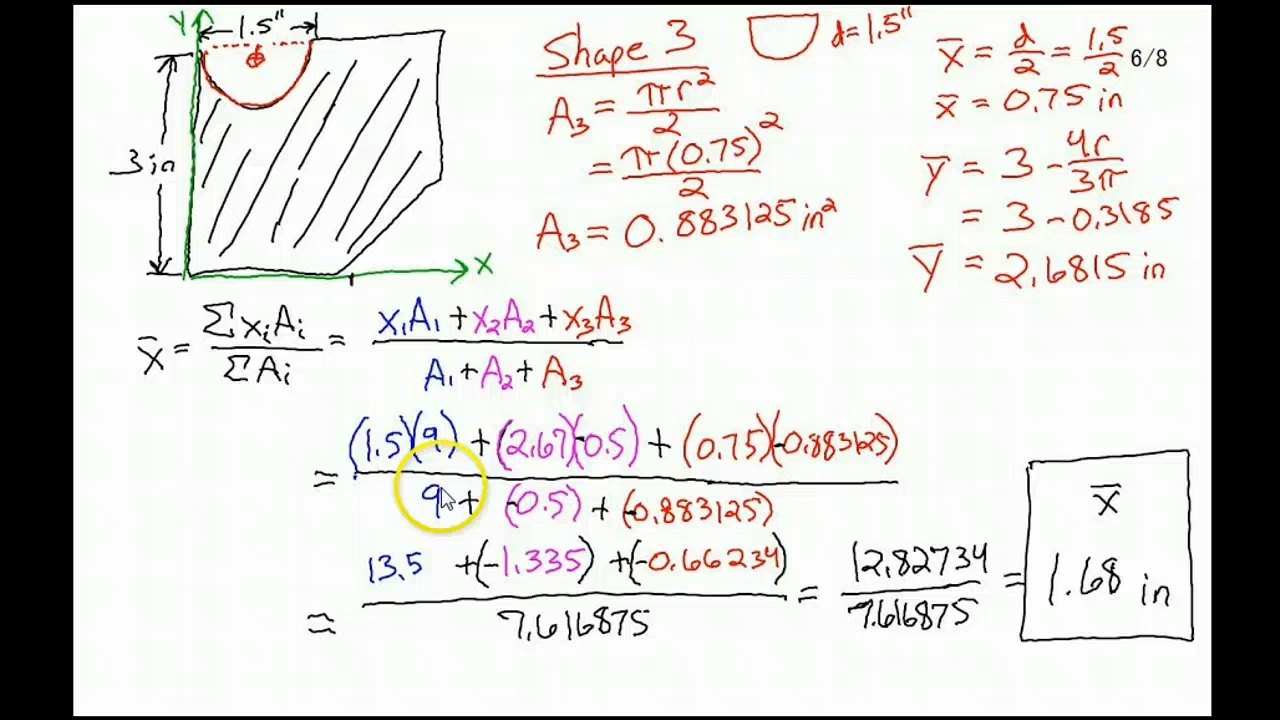 Y
1.5"
3 in
X
Shape 3
d=1.5"
A₃ = πr²/2
= π(0.75)²/2
A₃ = 0.883125 in²
x̄ = d/2 = 1.5/2 6/8
x̄ = 0.75 in
ȳ = 3 - 4r/3π
= 3 - 0.3185
ȳ = 2.6815 in
x̄ = ΣxᵢAᵢ/ΣAᵢ = x₁A₁+x₂A₂+x₃A₃
A₁+A₂+A₃
= (1.5)(9) + (2.67)(-0.5) + (0.75)(-0.883125)
9 + (-0.5) + (-0.883125)
= 13.5 +(-1.335) +(-0.66234)
7.616875
= 12.82734
7.616875
= x̄
1.68 in